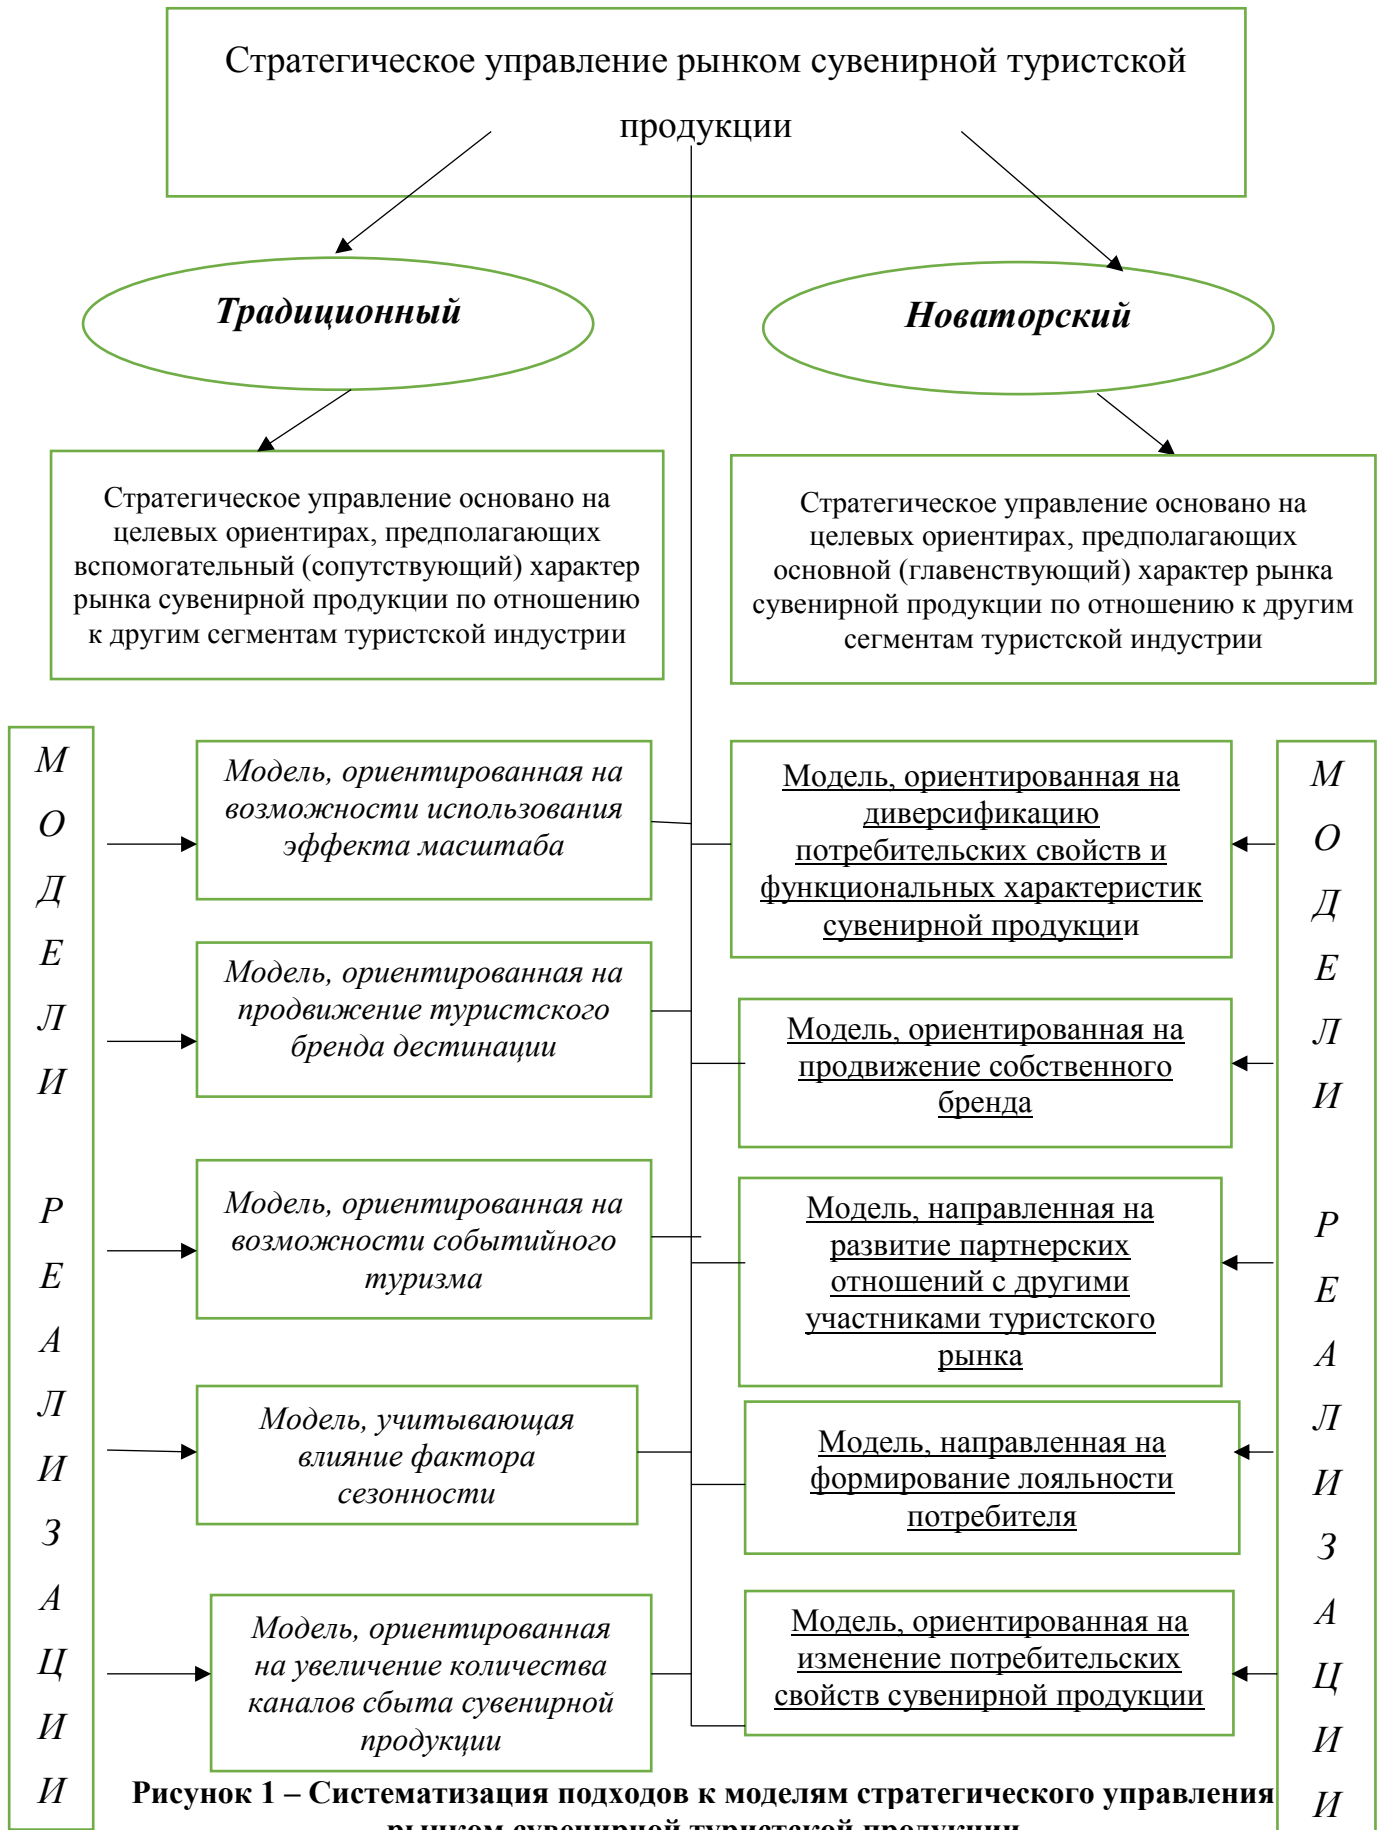 Стратегическое управление рынком сувенирной туристской
продукции
Традиционный
Новаторский
Стратегическое управление основано на
целевых ориентирах, предполагающих
вспомогательный (сопутствующий) характер
рынка сувенирной продукции по отношению
к другим сегментам туристской индустрии
Стратегическое управление основано на
целевых ориентирах, предполагающих
основной (главенствующий) характер рынка
сувенирной продукции по отношению к другим
сегментам туристской индустрии
М
О
Д
Е
Л
И
Р
Е
А
Л
И
З
А
Ц
И
И
Модель, ориентированная на
возможности использования
эффекта масштаба
Модель, ориентированная на
продвижение туристского
бренда дестинации
Модель, ориентированная на
возможности событийного
туризма
Модель, учитывающая
влияние фактора
сезонности
Модель, ориентированная
на увеличение количества
каналов сбыта сувенирной
продукции
Модель, ориентированная на
диверсификацию
потребительских свойств и
функциональных характеристик
сувенирной продукции
Модель, ориентированная на
продвижение собственного
бренда
Модель, направленная на
развитие партнерских
отношений с другими
участниками туристского
рынка
Модель, направленная на
формирование лояльности
потребителя
Модель, ориентированная на
изменение потребительских
свойств сувенирной продукции
М
О
Д
Е
Л
И
Р
Е
А
Л
И
З
А
Ц
И
И
Рисунок 1 – Систематизация подходов к моделям стратегического управления
рынком сувенирной туристской продукции